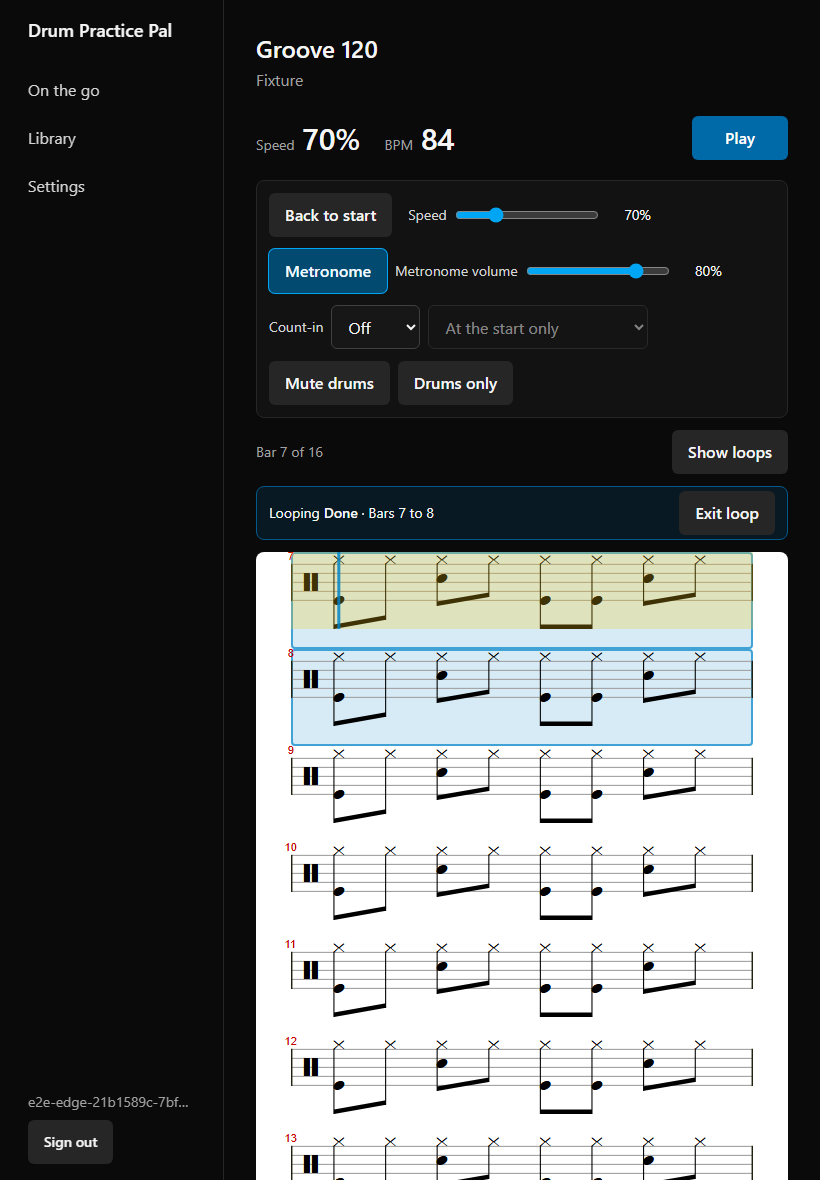 Drum Practice Pal
On the go
Library
Settings
Groove 120
Fixture
Speed 70% BPM 84
Play
Back to start Speed 70%
Metronome Metronome volume 80%
Count-in Off At the start only
Mute drums Drums only
Bar 7 of 16
Show loops
Looping Done · Bars 7 to 8
Exit loop
7
8
9
10
11
12
13
e2e-edge-21b1589c-7bf...
Sign out